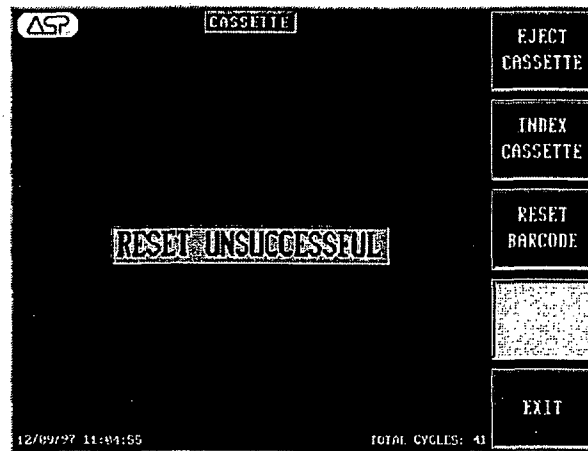 ASP
CASSETTE
EJECT
CASSETTE
INDEX
CASSETTE
RESET
BARCODE
RESET UNSUCCESSFUL
EXIT
12/09/97 11:04:55
TOTAL CYCLES: 41